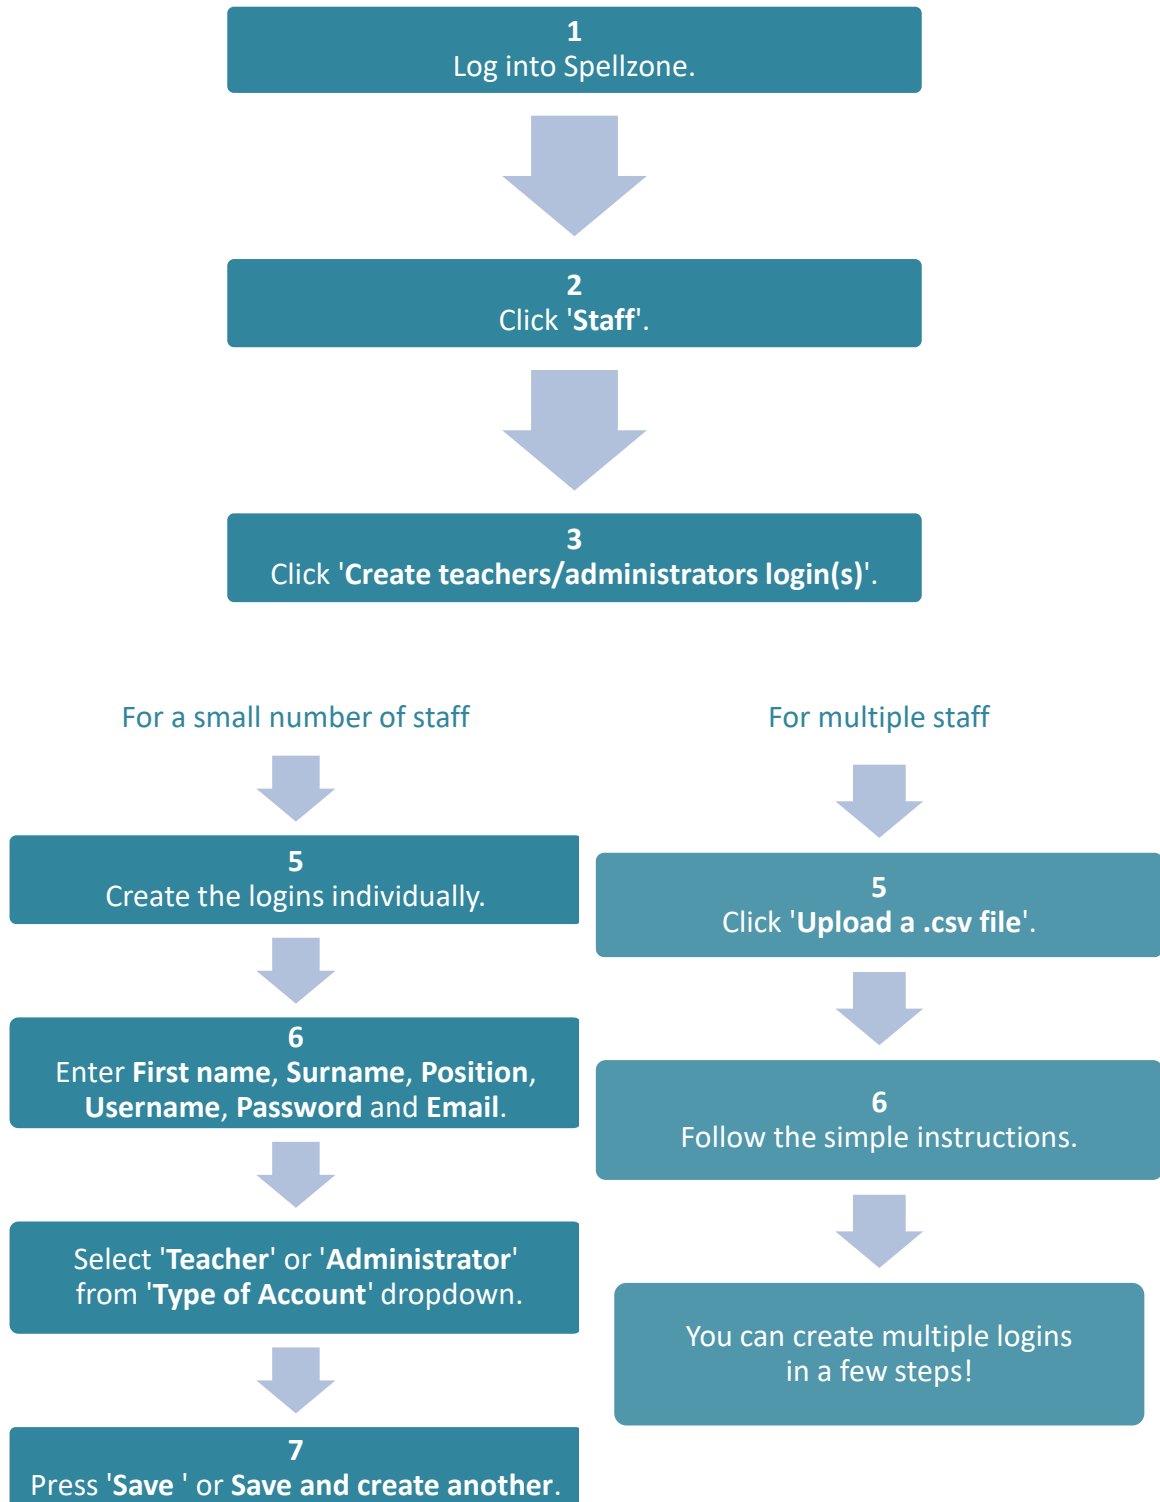 1
Log into Spellzone.
2
Click 'Staff'.
3
Click 'Create teachers/administrators login(s)'.
For a small number of staff
5
Create the logins individually.
6
Enter First name, Surname, Position,
Username, Password and Email.
Select 'Teacher' or 'Administrator'
from 'Type of Account' dropdown.
7
Press 'Save ' or Save and create another.
For multiple staff
5
Click 'Upload a .csv file'.
6
Follow the simple instructions.
You can create multiple logins
in a few steps!